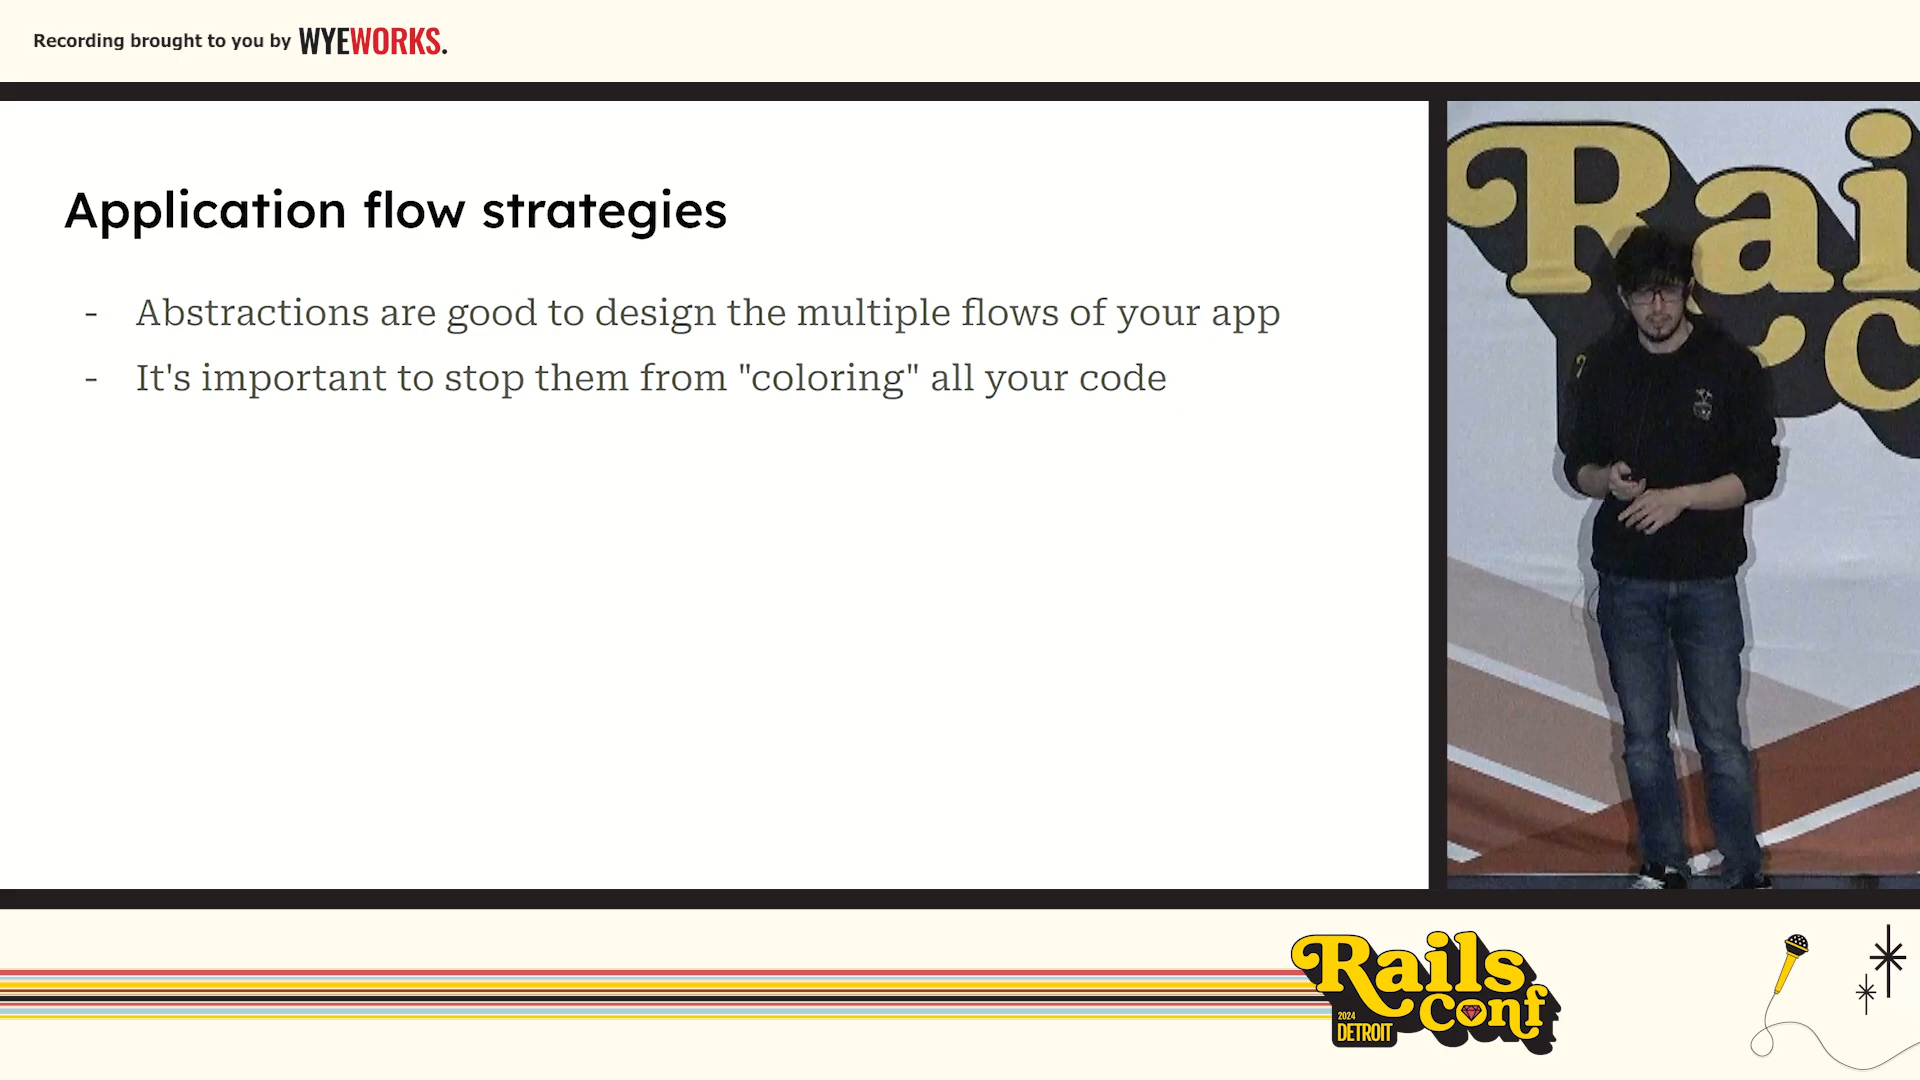 Recording brought to you by WYEWORKS.
Application flow strategies
- Abstractions are good to design the multiple flows of your app
- It's important to stop them from "coloring" all your code
Rai
C
Rails
Conf
2024
DETROIT